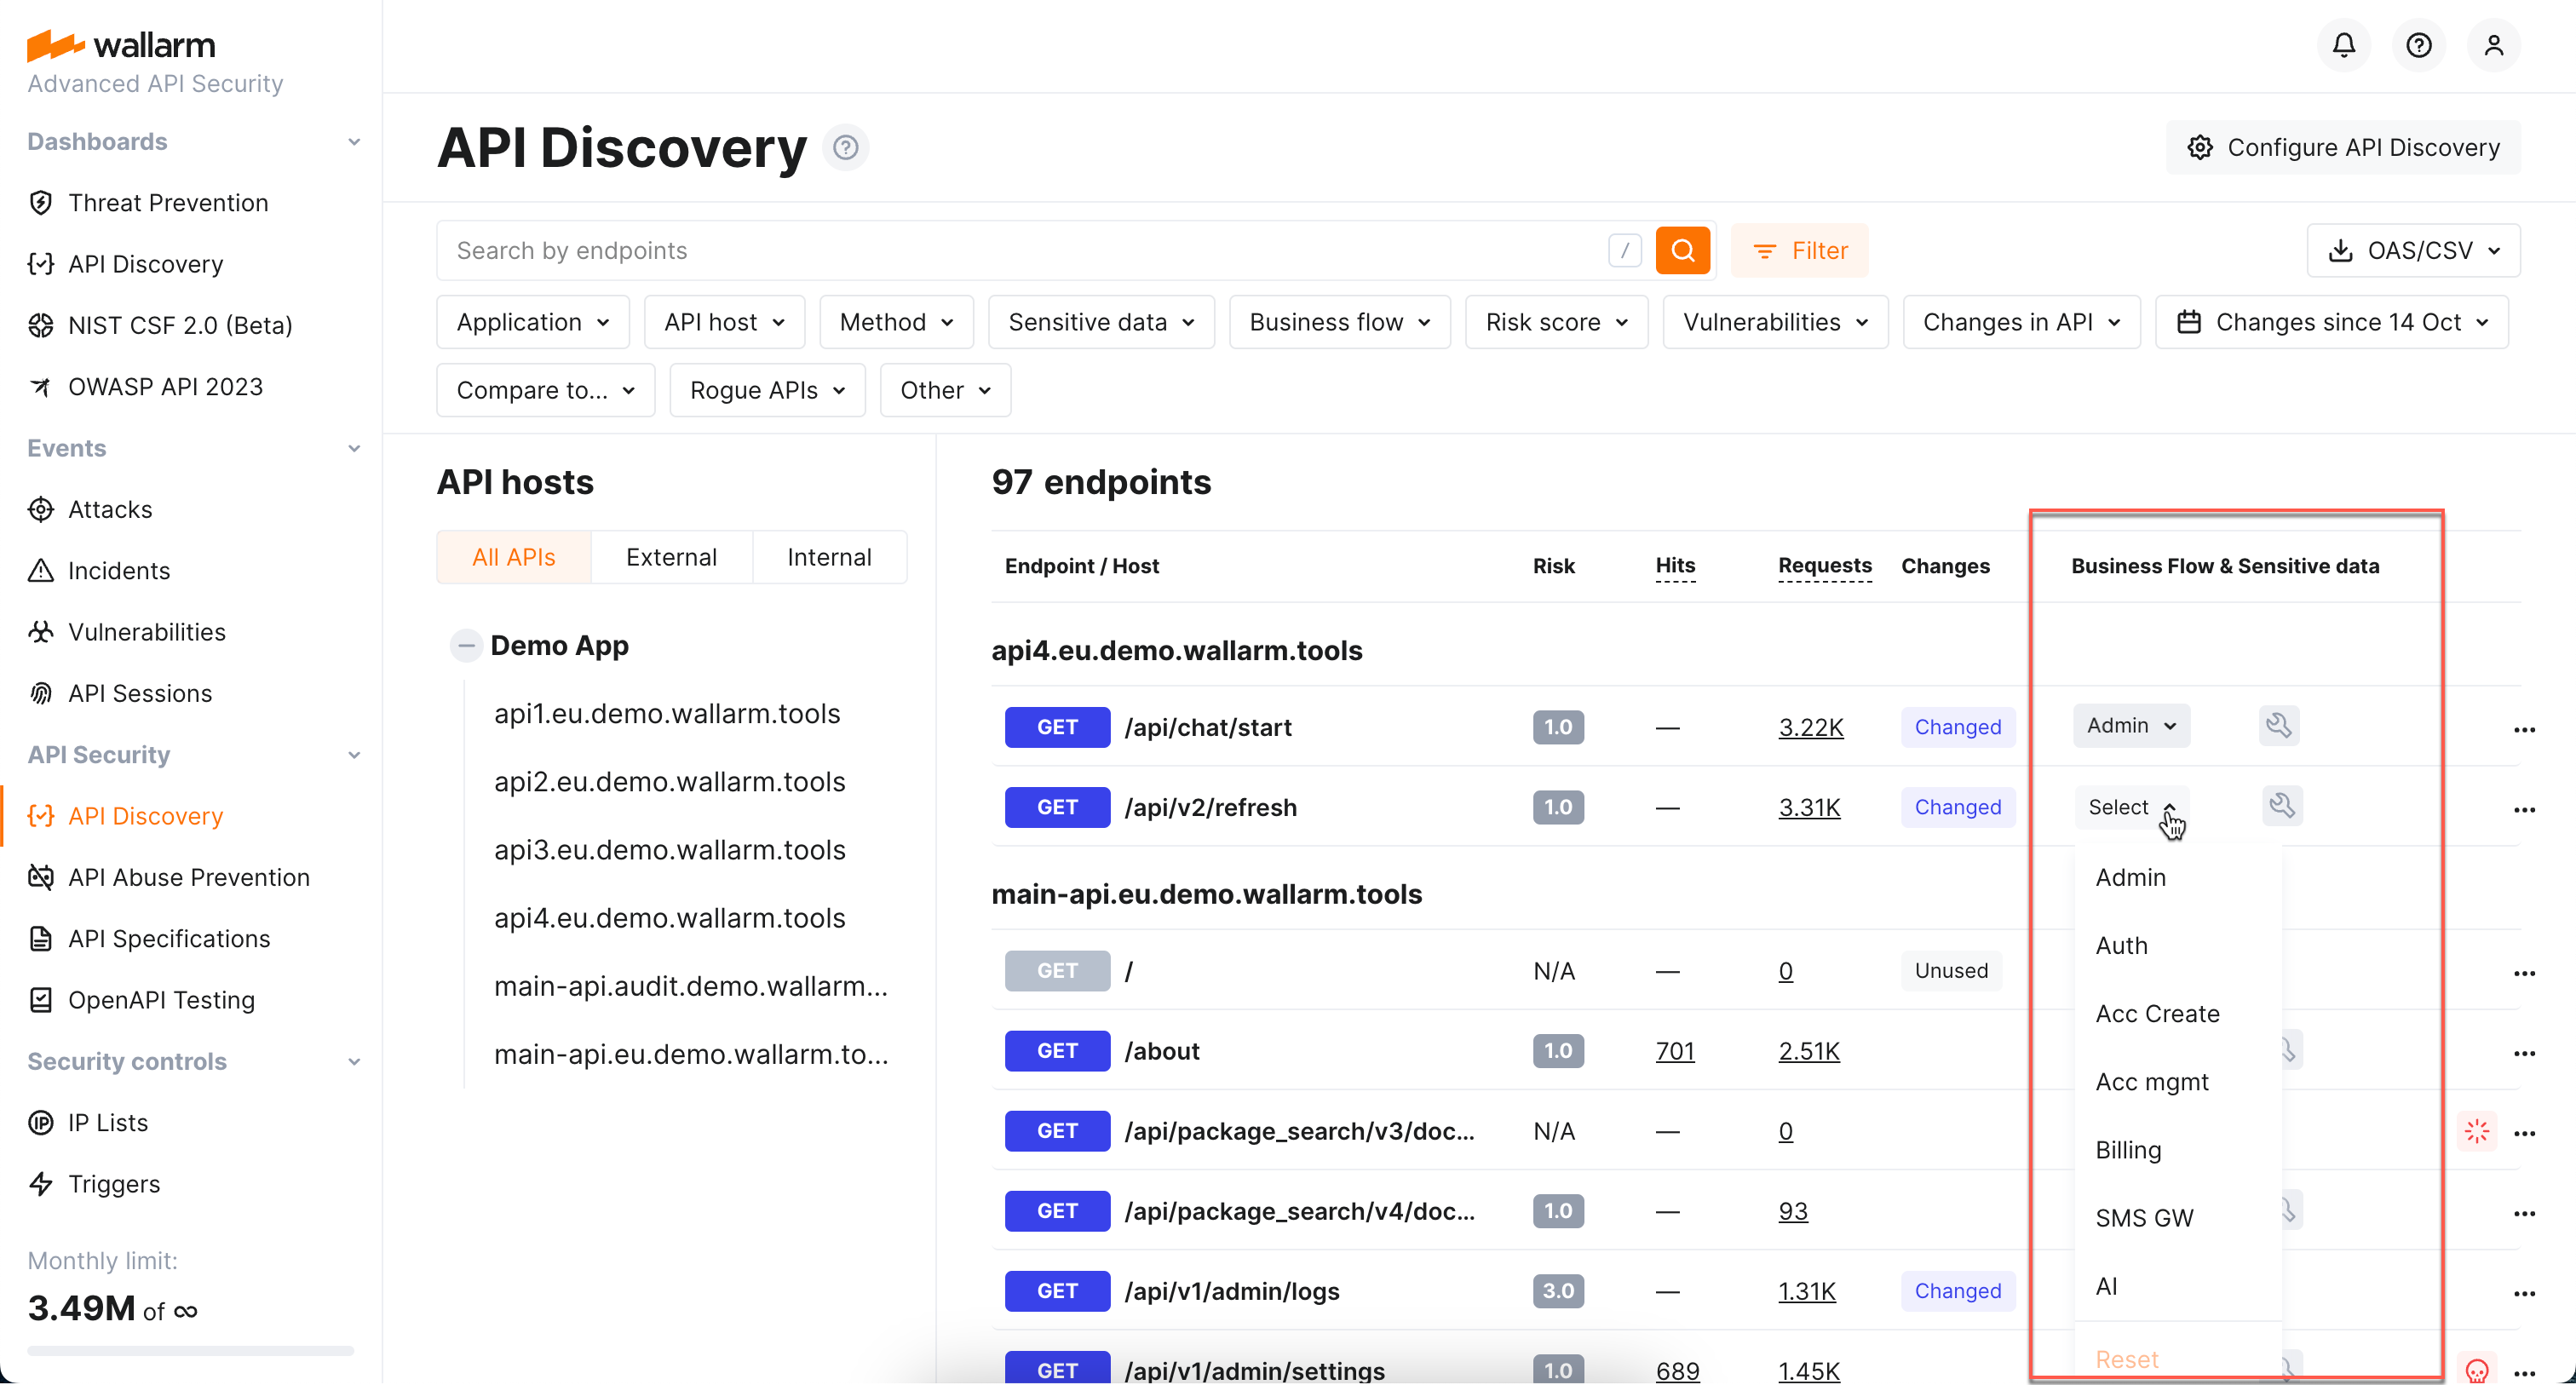 wallarm
Advanced API Security
Dashboards
Threat Prevention
API Discovery
NIST CSF 2.0 (Beta)
OWASP API 2023
Events
Attacks
Incidents
Vulnerabilities
API Sessions
API Security
API Discovery
API Abuse Prevention
API Specifications
OpenAPI Testing
Security controls
IP Lists
Triggers
Monthly limit:
3.49M of ∞
API Discovery ?
Configure API Discovery
Search by endpoints /
Filter
OAS/CSV
Application
API host
Method
Sensitive data
Business flow
Risk score
Vulnerabilities
Changes in API
Changes since 14 Oct
Compare to...
Rogue APIs
Other
API hosts
All APIs External Internal
Demo App
api1.eu.demo.wallarm.tools
api2.eu.demo.wallarm.tools
api3.eu.demo.wallarm.tools
api4.eu.demo.wallarm.tools
main-api.audit.demo.wallarm...
main-api.eu.demo.wallarm.to...
97 endpoints
Endpoint / Host Risk Hits Requests Changes Business Flow & Sensitive data
api4.eu.demo.wallarm.tools
GET /api/chat/start 1.0 — 3.22K Changed Admin ...
GET /api/v2/refresh 1.0 — 3.31K Changed Select ...
main-api.eu.demo.wallarm.tools
GET / N/A — 0 Unused ...
GET /about 1.0 701 2.51K ...
GET /api/package_search/v3/doc... N/A — 0 ...
GET /api/package_search/v4/doc... 1.0 — 93 ...
GET /api/v1/admin/logs 3.0 — 1.31K Changed ...
GET /api/v1/admin/settings 1.0 689 1.45K ...
Admin
Auth
Acc Create
Acc mgmt
Billing
SMS GW
AI
Reset